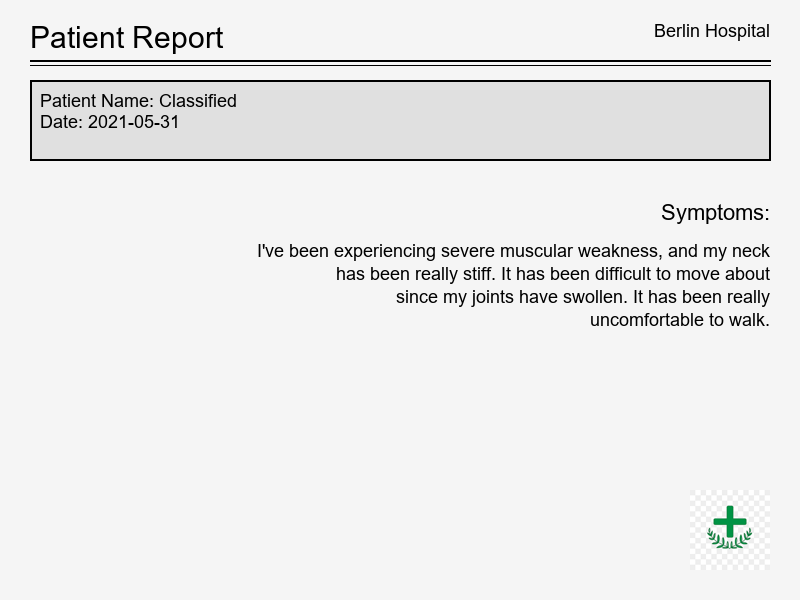 Patient Report
Berlin Hospital
Patient Name: Classified
Date: 2021-05-31
Symptoms:
I've been experiencing severe muscular weakness, and my neck
has been really stiff. It has been difficult to move about
since my joints have swollen. It has been really
uncomfortable to walk.